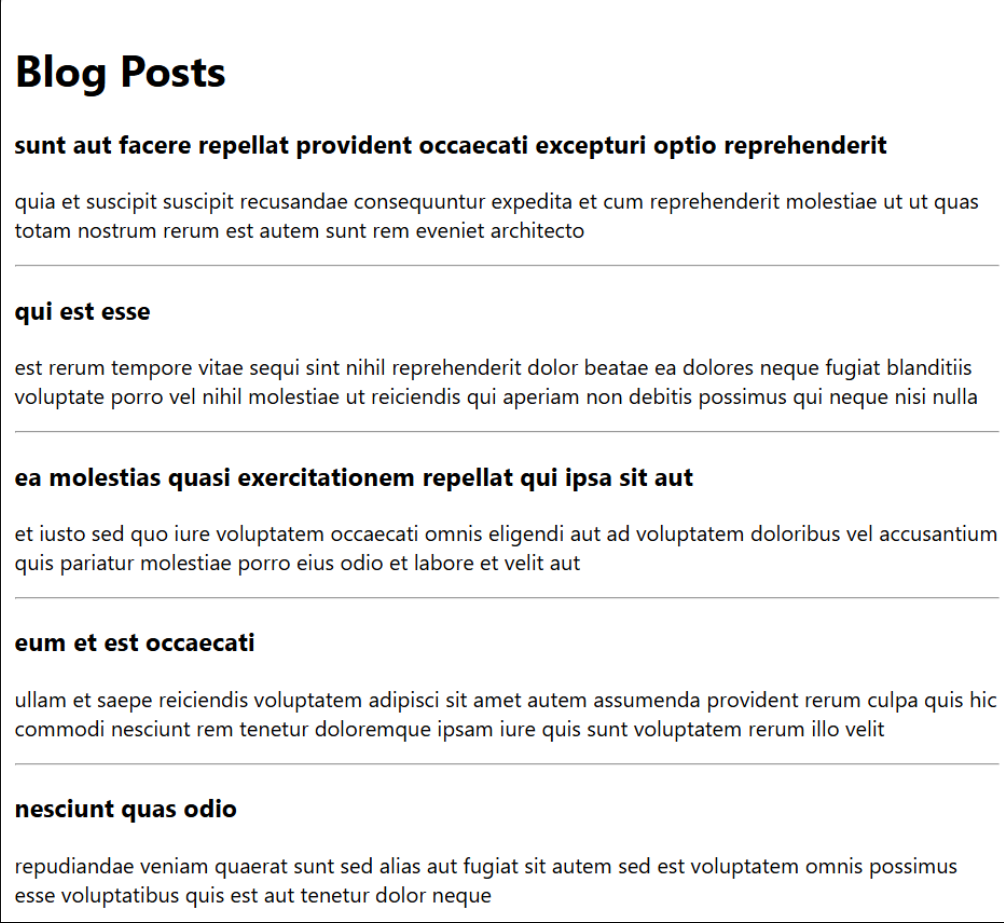 Blog Posts
sunt aut facere repellat provident occaecati excepturi optio reprehenderit
quia et suscipit suscipit recusandae consequuntur expedita et cum reprehenderit molestiae ut ut quas
totam nostrum rerum est autem sunt rem eveniet architecto
qui est esse
est rerum tempore vitae sequi sint nihil reprehenderit dolor beatae ea dolores neque fugiat blanditiis
voluptate porro vel nihil molestiae ut reiciendis qui aperiam non debitis possimus qui neque nisi nulla
ea molestias quasi exercitationem repellat qui ipsa sit aut
et iusto sed quo iure voluptatem occaecati omnis eligendi aut ad voluptatem doloribus vel accusantium
quis pariatur molestiae porro eius odio et labore et velit aut
eum et est occaecati
ullam et saepe reiciendis voluptatem adipisci sit amet autem assumenda provident rerum culpa quis hic
commodi nesciunt rem tenetur doloremque ipsam iure quis sunt voluptatem rerum illo velit
nesciunt quas odio
repudiandae veniam quaerat sunt sed alias aut fugiat sit autem sed est voluptatem omnis possimus
esse voluptatibus quis est aut tenetur dolor neque